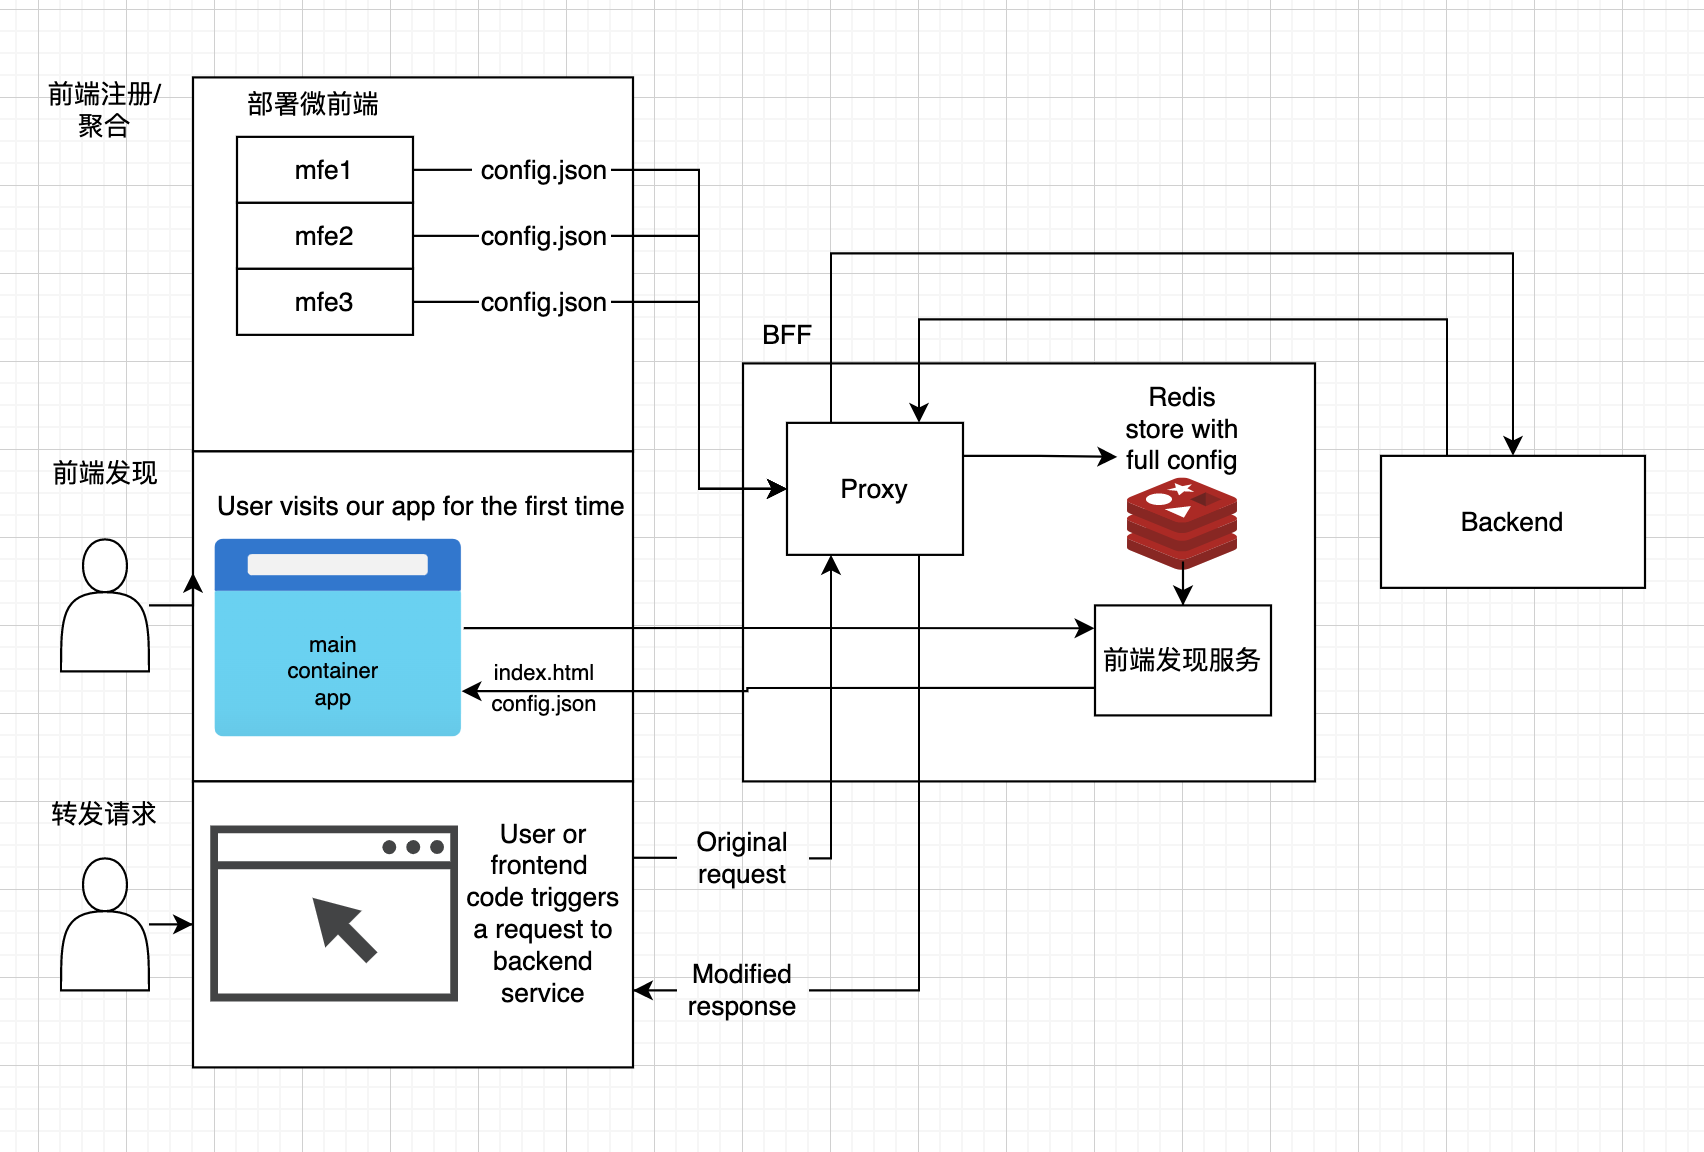 前端注册/
聚合
部署微前端
mfe1
config.json
mfe2
config.json
mfe3
config.json
BFF
Redis
store with
full config
Proxy
Backend
前端发现
User visits our app for the first time
main
container
app
index.html
config.json
前端发现服务
转发请求
User or
frontend
code triggers
a request to
backend
service
Original
request
Modified
response